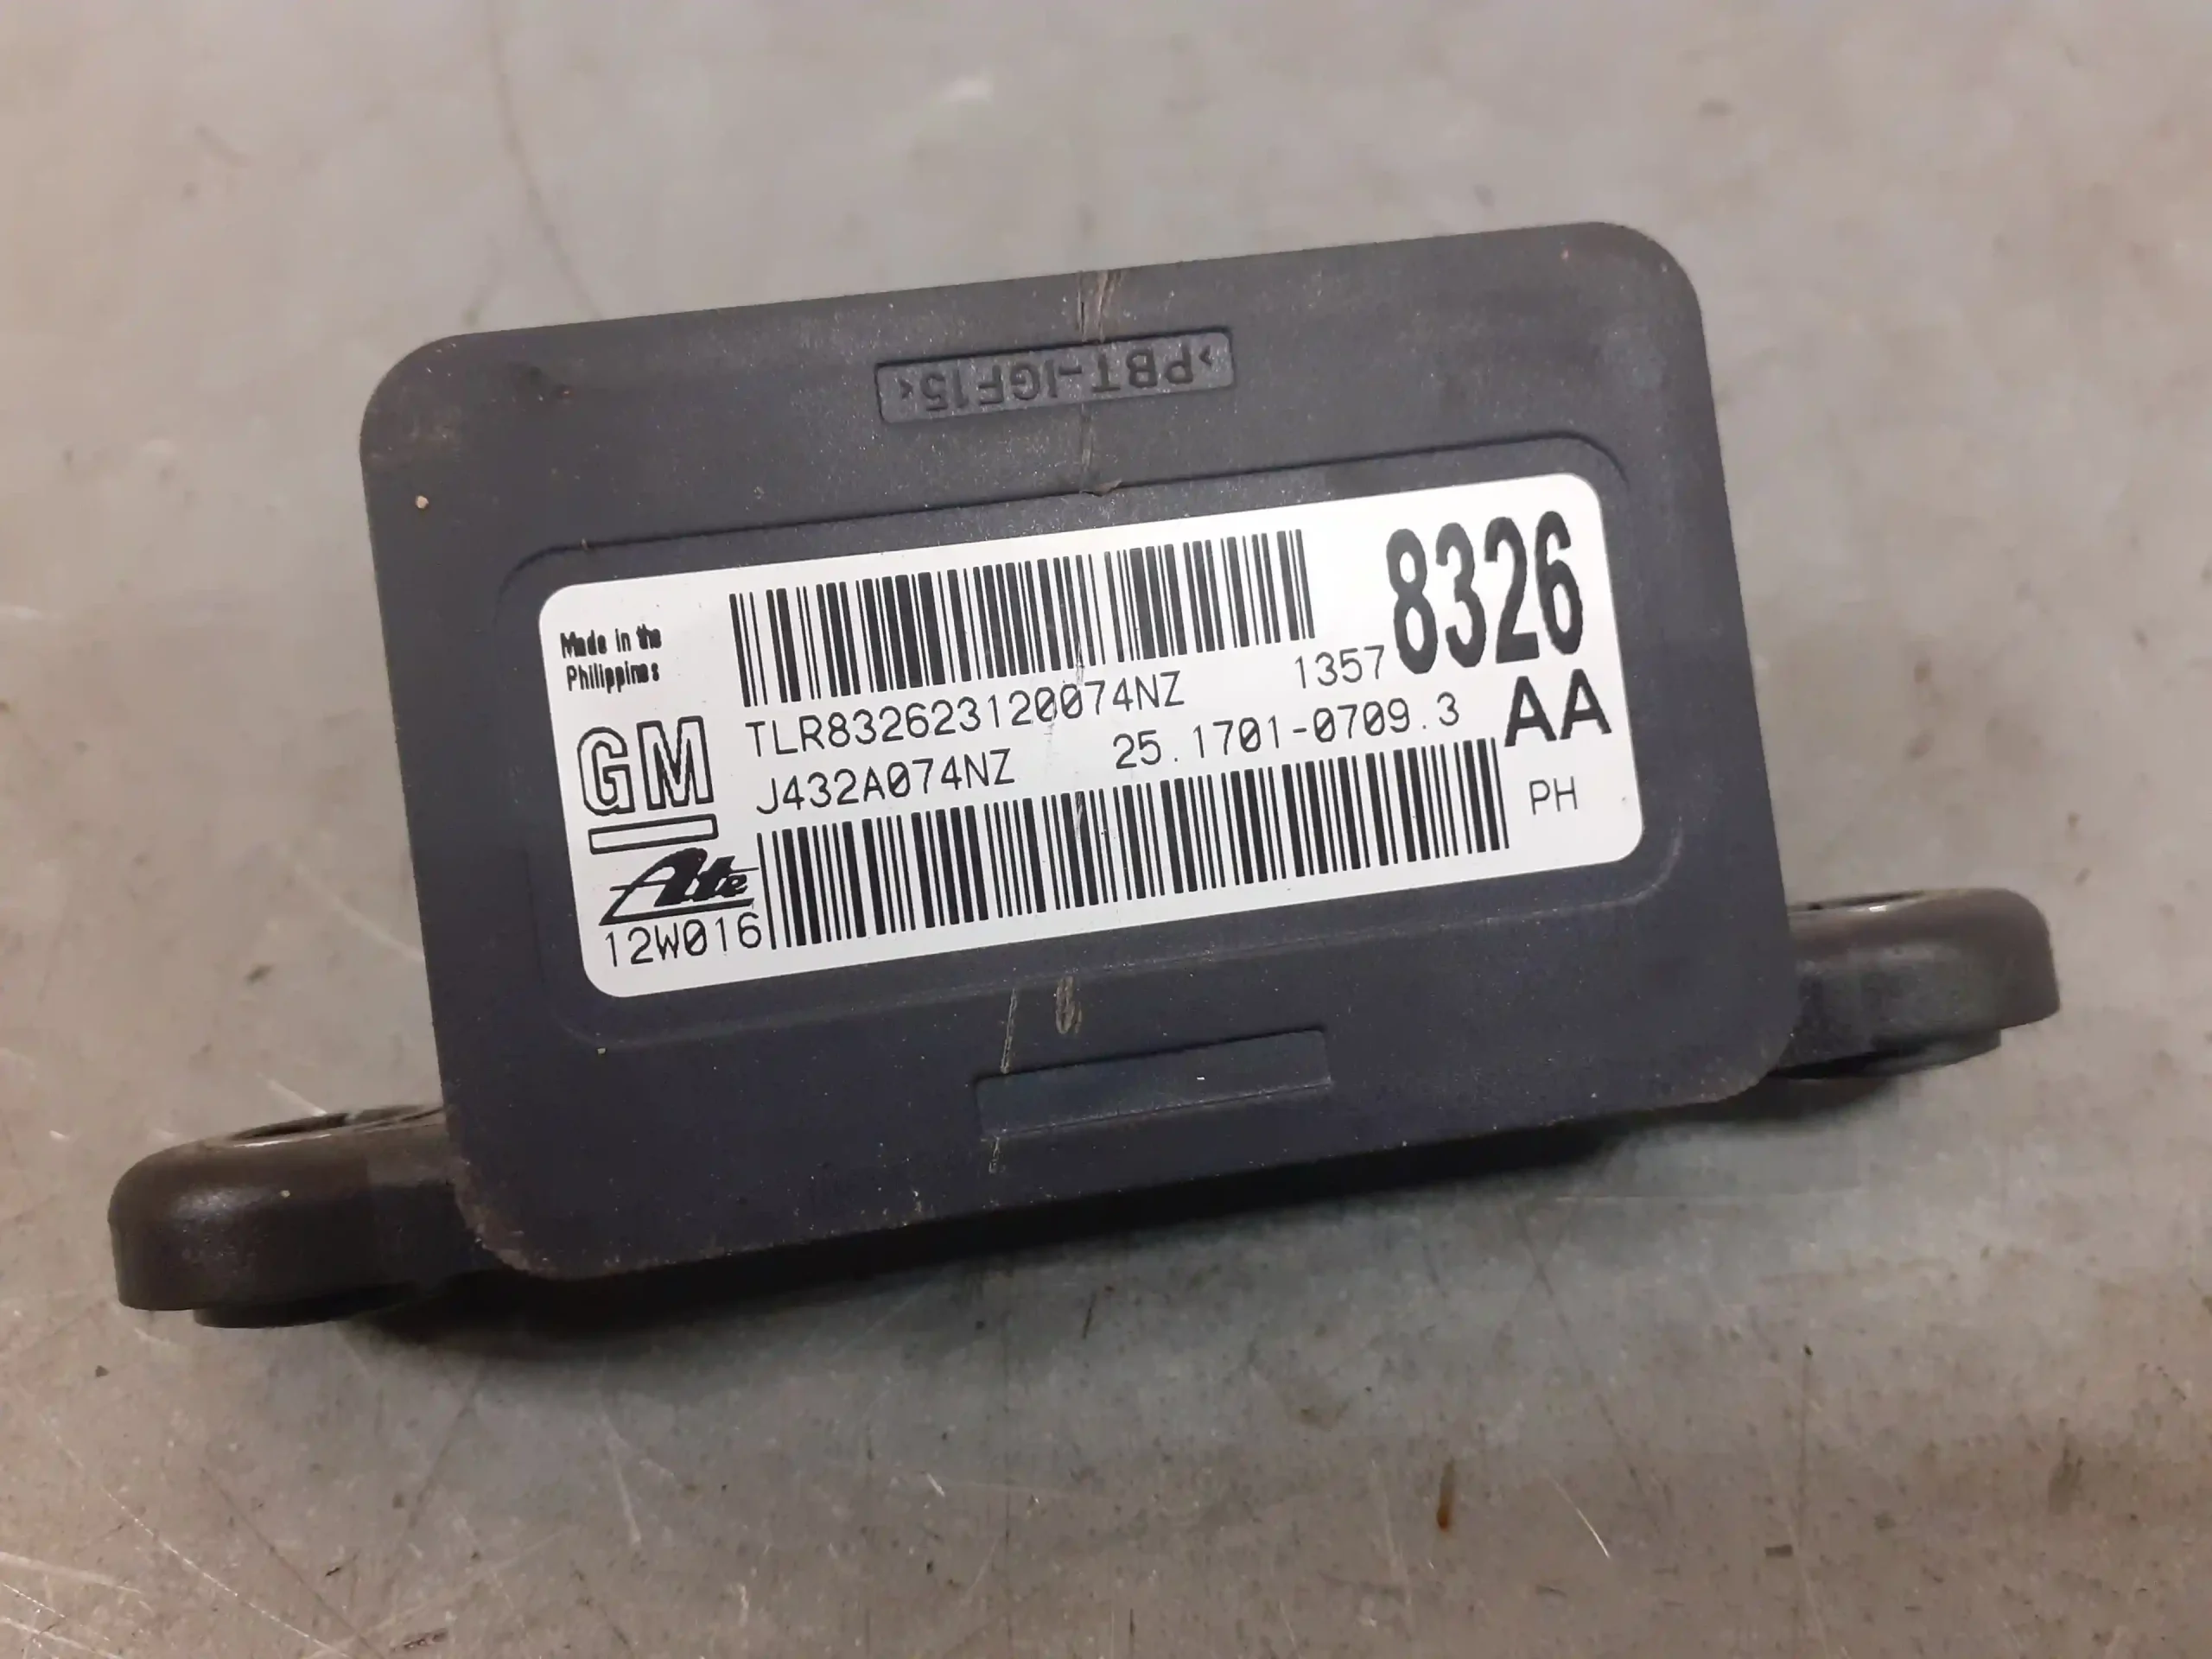 >PBT-IGF15<
Made in the
Philippines
TLR832623120074NZ
1357 8326
J432A074NZ
25.1701-0709.3
AA
GM
Ate
PH
12W016